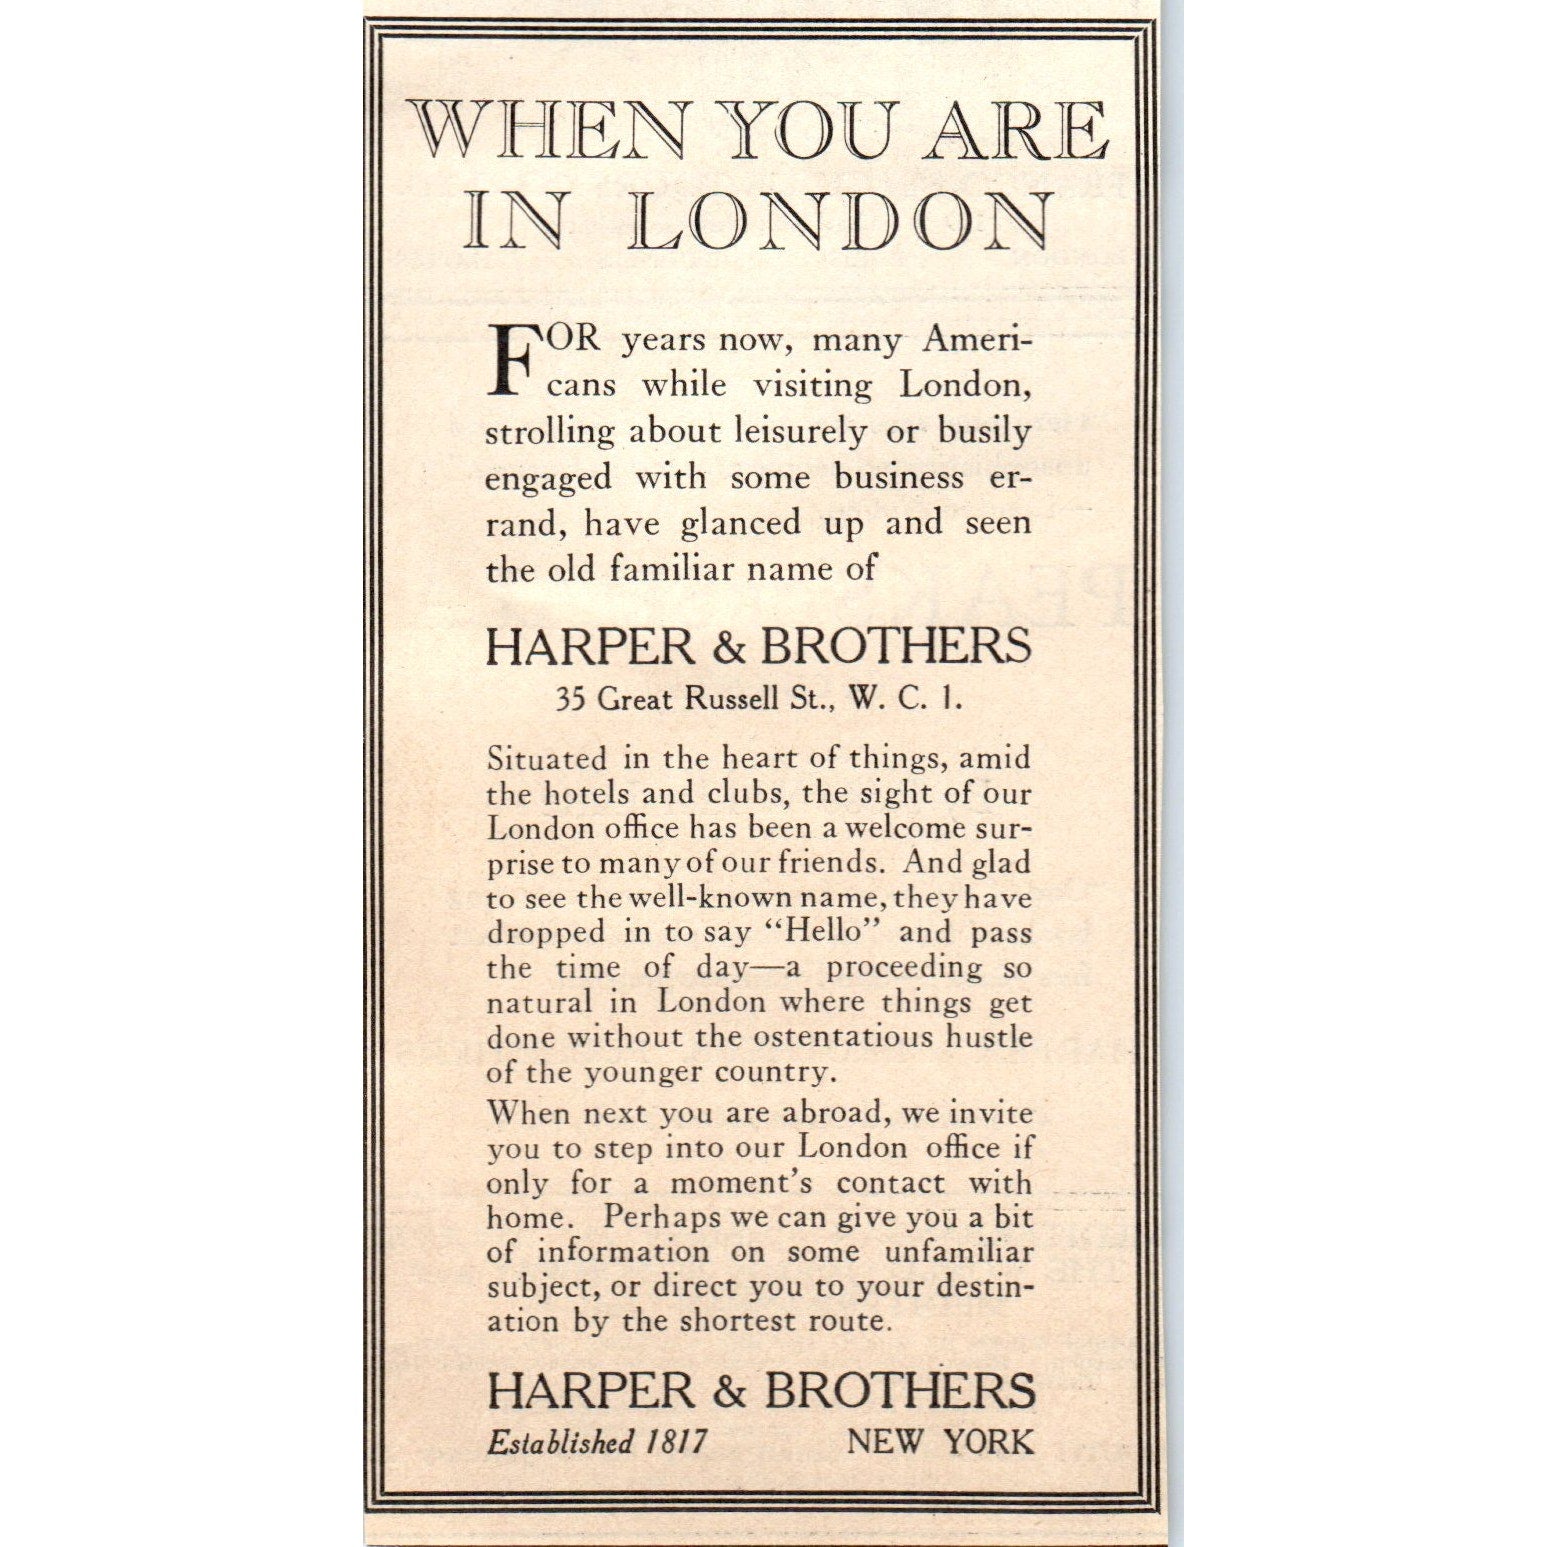 WHEN YOU ARE
IN LONDON
FOR years now, many Ameri-
cans while visiting London,
strolling about leisurely or busily
engaged with some business er-
rand, have glanced up and seen
the old familiar name of
HARPER & BROTHERS
35 Great Russell St., W. C. 1.
Situated in the heart of things, amid
the hotels and clubs, the sight of our
London office has been a welcome sur-
prise to many of our friends. And glad
to see the well-known name, they have
dropped in to say “Hello” and pass
the time of day—a proceeding so
natural in London where things get
done without the ostentatious hustle
of the younger country.
When next you are abroad, we invite
you to step into our London office if
only for a moment's contact with
home. Perhaps we can give you a bit
of information on some unfamiliar
subject, or direct you to your destin-
ation by the shortest route.
HARPER & BROTHERS
Established 1817 NEW YORK